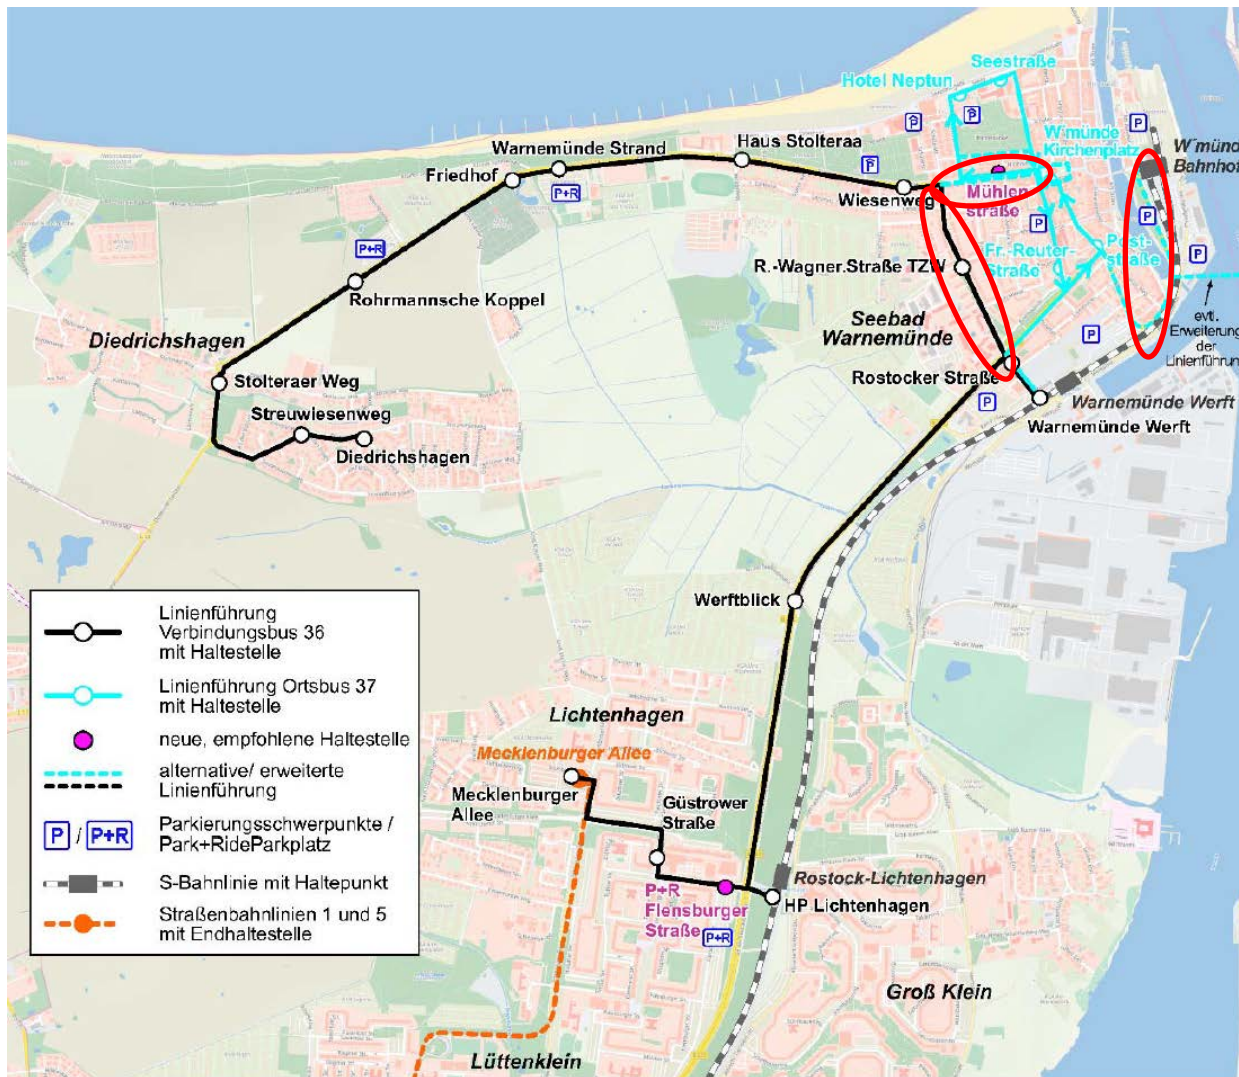 Seestraße
Hotel Neptun
W´münde
Kirchenplatz
W´münd
Bahnhof
Haus Stolteraa
Warnemünde Strand
Friedhof
Wiesenweg
Mühlen
straße
P
P
P
P
P
P
P
P+R
P+R
Fr.-Reuter-
Straße
Post-
straße
R.-Wagner.Straße TZW
Rohrmannsche Koppel
evtl.
Erweiterung
der
Linienführun
Seebad
Warnemünde
P
Diedrichshagen
Rostocker Straße
P
Stolteraer Weg
Warnemünde Werft
Streuwiesenweg
Warnemünde Werft
Diedrichshagen
Werftblick
Linienführung
Verbindungsbus 36
mit Haltestelle
Linienführung Ortsbus 37
mit Haltestelle
neue, empfohlene Haltestelle
alternative/ erweiterte
Linienführung
P / P+R
Parkierungsschwerpunkte /
Park+RideParkplatz
S-Bahnlinie mit Haltepunkt
Straßenbahnlinien 1 und 5
mit Endhaltestelle
Lichtenhagen
Mecklenburger Allee
Mecklenburger
Allee
Güstrower
Straße
Rostock-Lichtenhagen
P+R
Flensburger
Straße
HP Lichtenhagen
P+R
Groß Klein
Lüttenklein